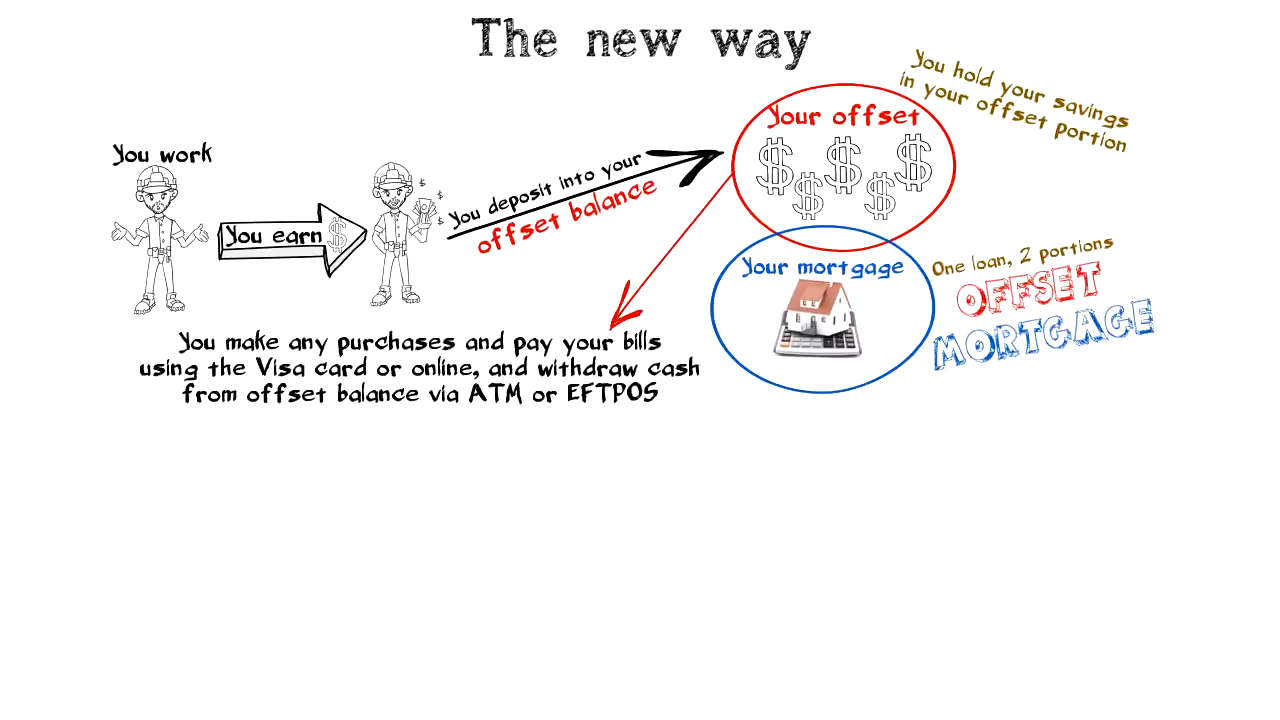 The new way
You hold your savings
in your offset portion
Your offset
You work
You earn
You deposit into your
offset balance
Your mortgage
One loan, 2 portions
OFFSET
MORTGAGE
You make any purchases and pay your bills
using the Visa card or online, and withdraw cash
from offset balance via ATM or EFTPOS